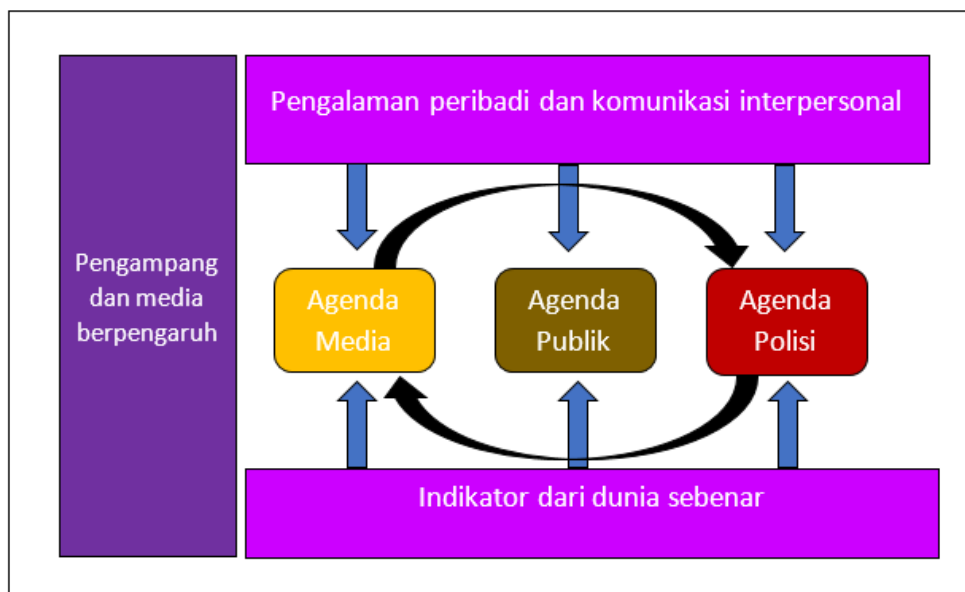 Pengalaman peribadi dan komunikasi interpersonal
Pengampang
dan media
berpengaruh
Agenda
Media
Agenda
Publik
Agenda
Polisi
Indikator dari dunia sebenar